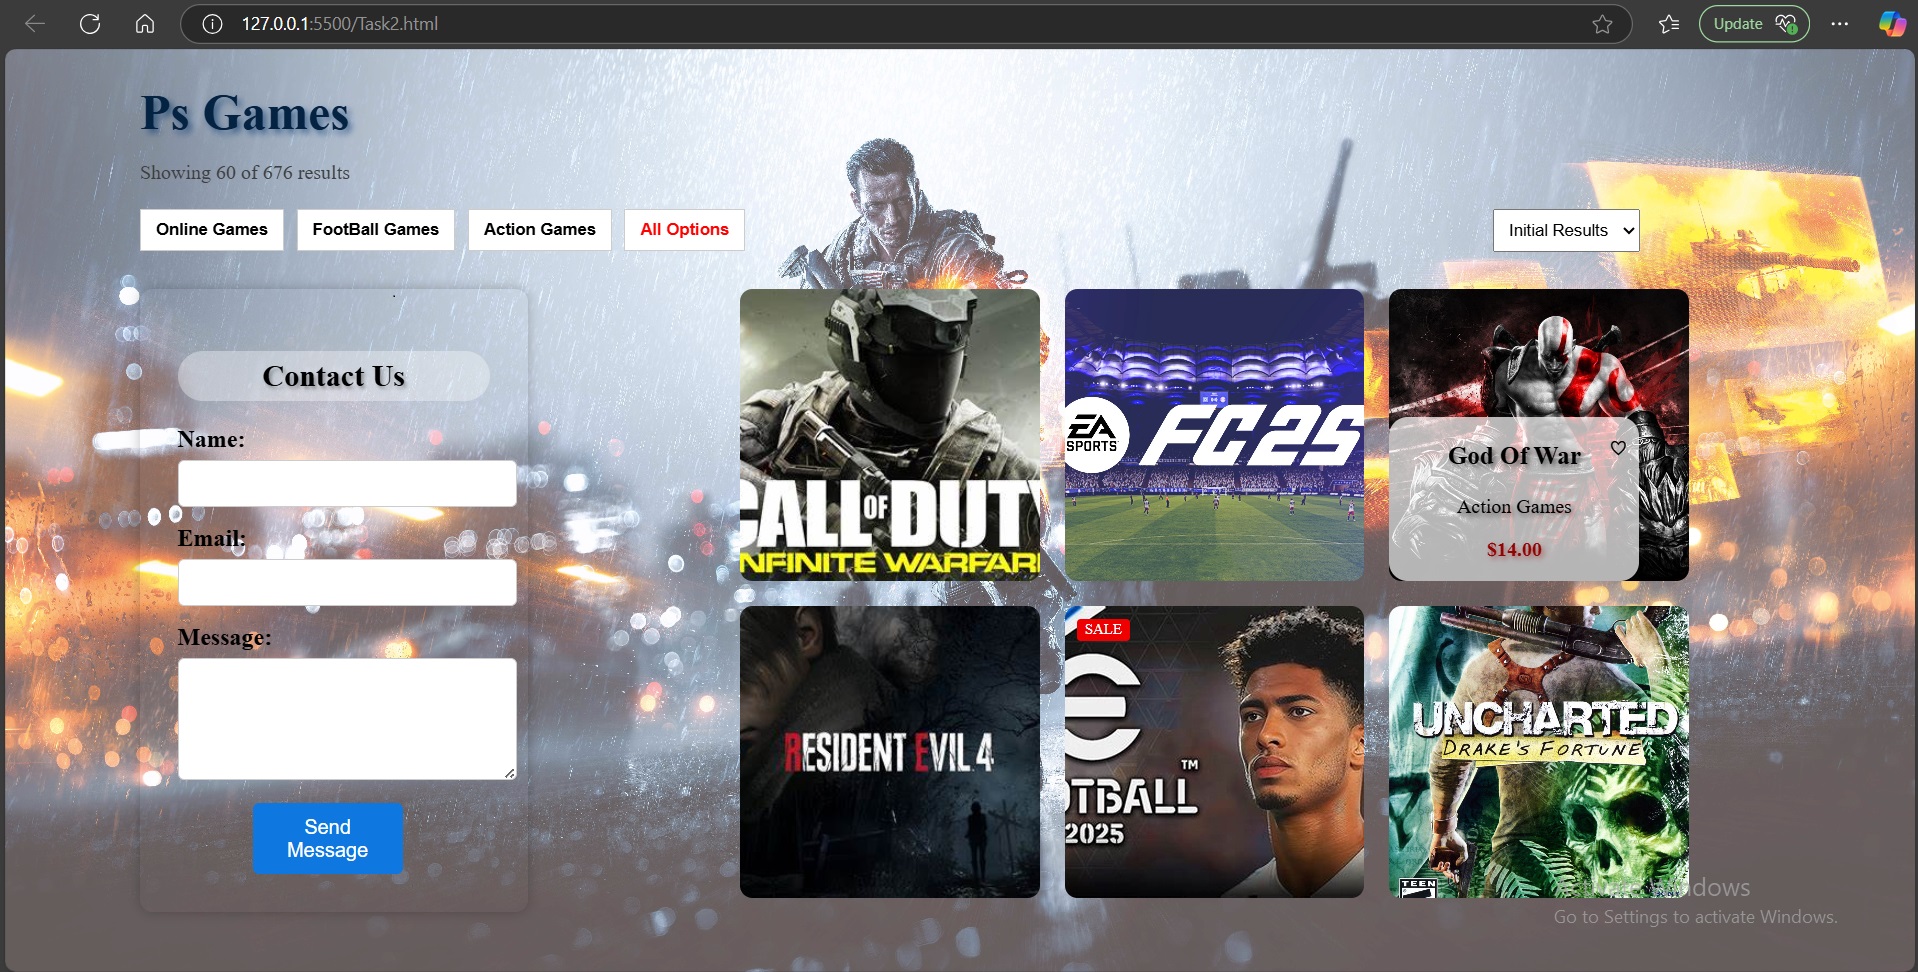 127.0.0.1:5500/Task2.html
Update
Ps Games
Showing 60 of 676 results
Online Games
FootBall Games
Action Games
All Options
Initial Results
Contact Us
Name:
Email:
Message:
Send
Message
CALL OF DUTY
INFINITE WARFARE
EA
SPORTS
FC25
God Of War
Action Games
$14.00
RESIDENT EVIL 4
SALE
TM
OTBALL
2025
UNCHARTED
DRAKE'S FORTUNE
TEEN
Go to Settings to activate Windows.